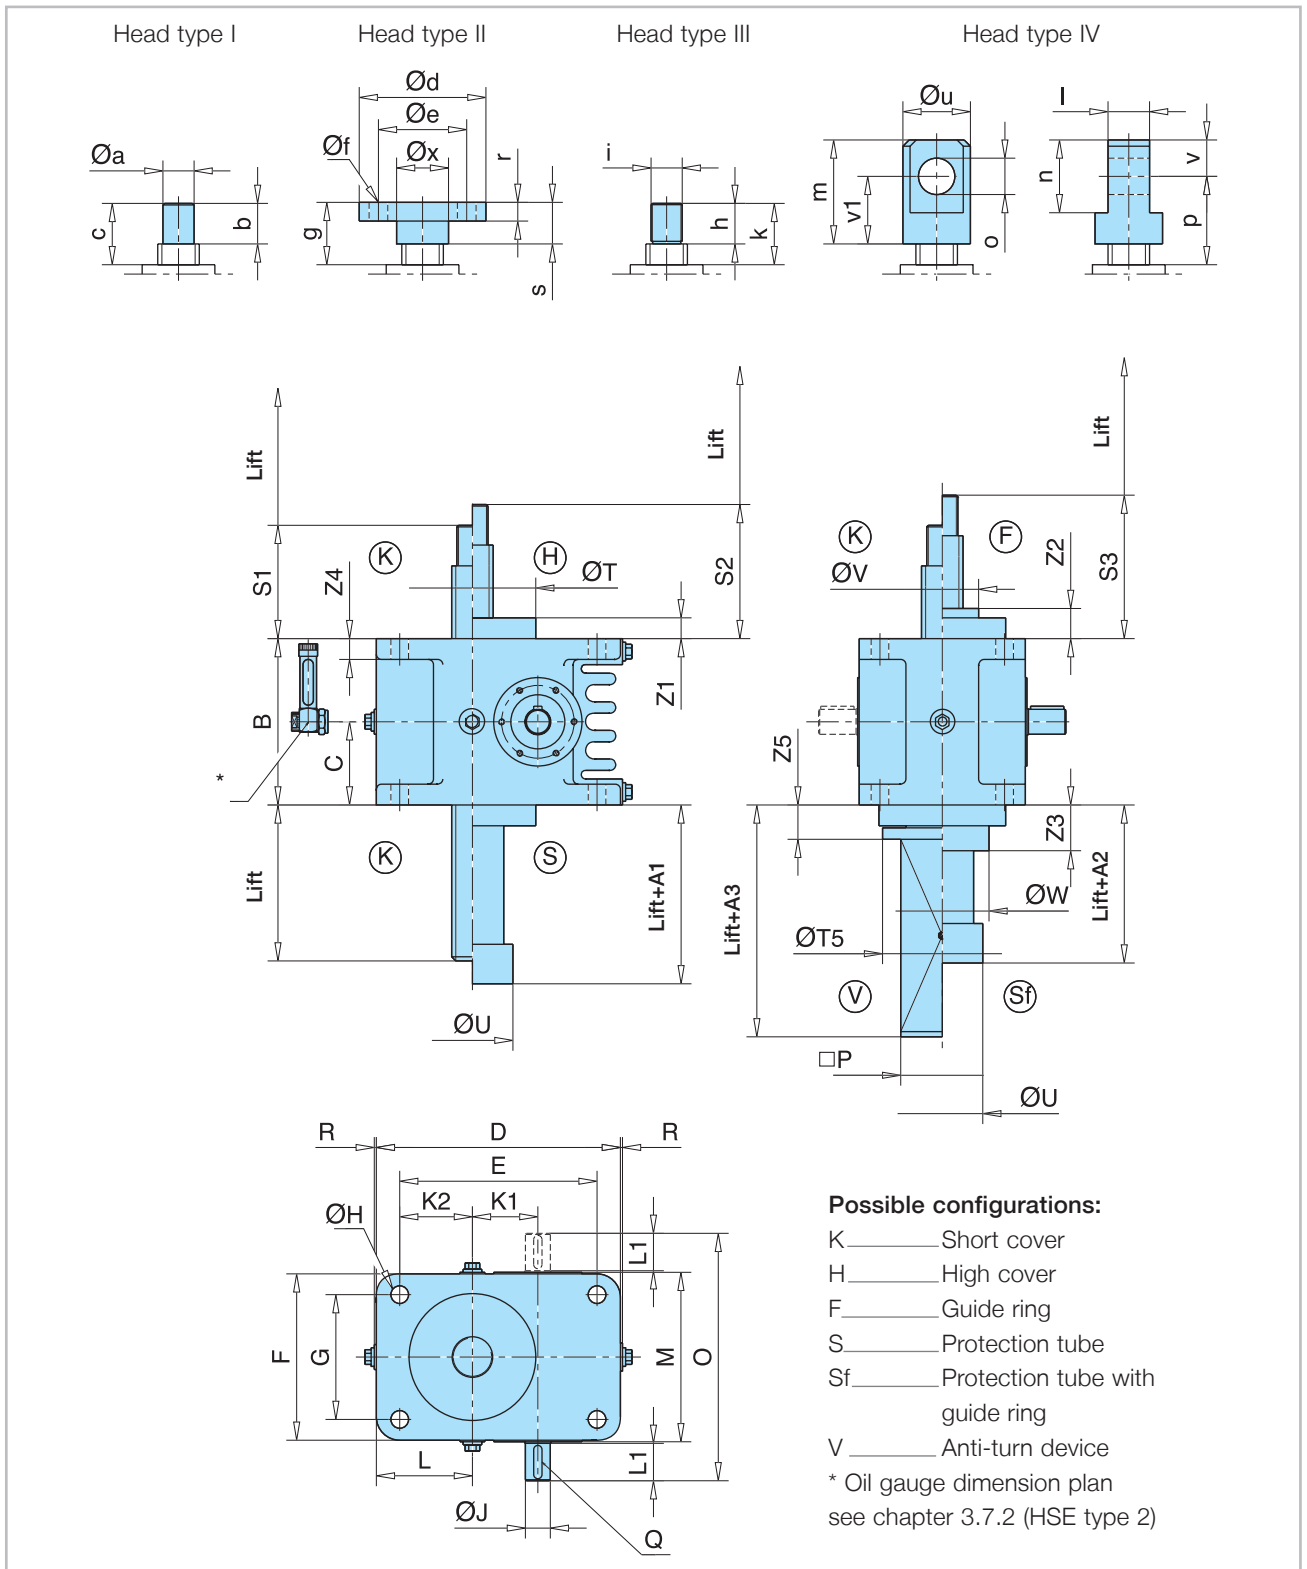 Head type I Head type II Head type III Head type IV
Ød
Øe
Øf
Øx
r
g
s
Øa
c
b
i
h
k
Øu
m
v1
o
l
n
v
p
Lift
Lift
Lift
S1
Z4
K
H
ØT
S2
Z1
K
F
ØV
Z2
S3
B
C
*
Z5
Z3
Lift
K
S
Lift+A1
ØU
Lift+A3
ØT5
ØW
Lift+A2
V
Sf
□P
ØU
R D R
E
K2 K1
ØH
L1
F
G
M
O
L
L1
ØJ
Q
Possible configurations:
K Short cover
H High cover
F Guide ring
S Protection tube
Sf Protection tube with
guide ring
V Anti-turn device
* Oil gauge dimension plan
see chapter 3.7.2 (HSE type 2)